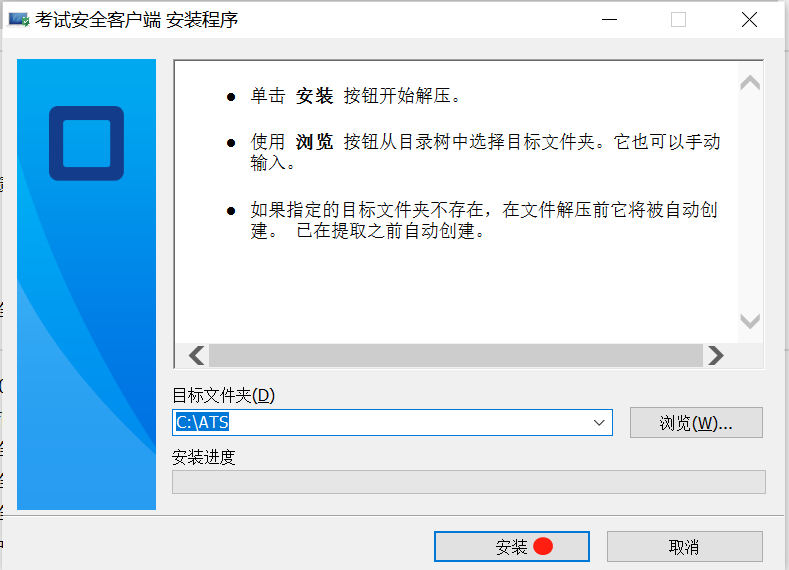 考试安全客户端 安装程序
● 单击 安装 按钮开始解压。
● 使用 浏览 按钮从目录树中选择目标文件夹。它也可以手动
输入。
● 如果指定的目标文件夹不存在，在文件解压前它将被自动创
建。 已在提取之前自动创建。
目标文件夹(D)
C:\ATS
浏览(W)...
安装进度
安装
取消